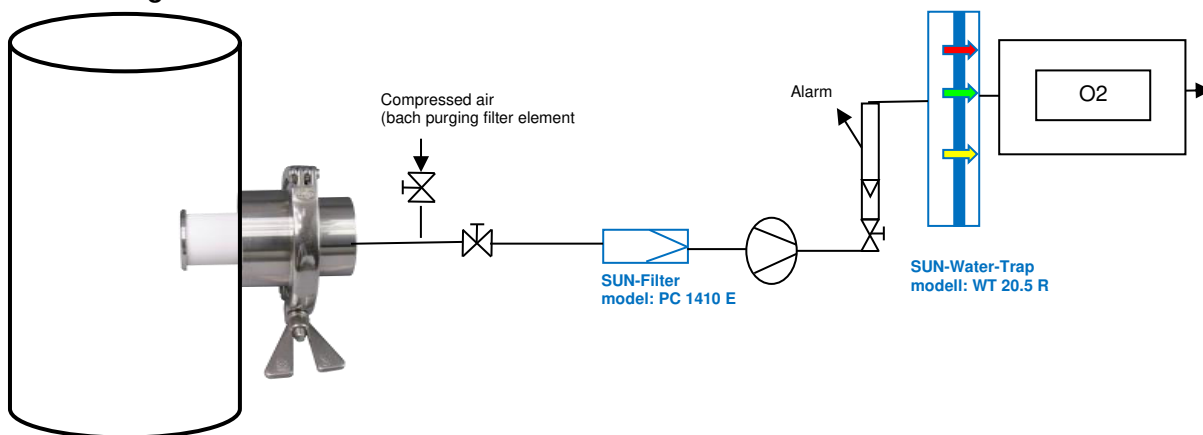 Compressed air
(bach purging filter element
Alarm
O2
SUN-Filter
model: PC 1410 E
SUN-Water-Trap
modell: WT 20.5 R